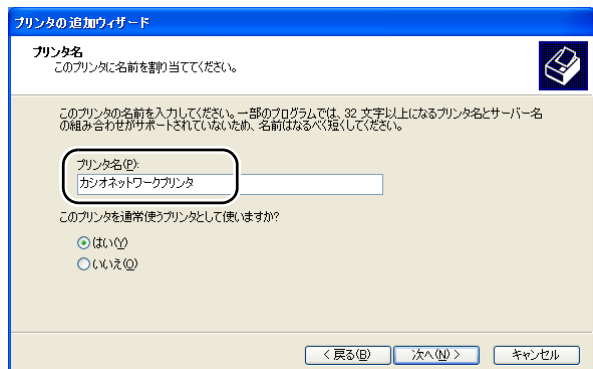 プリンタの追加ウィザード
プリンタ名
このプリンタに名前を割り当ててください。
このプリンタの名前を入力してください。一部のプログラムでは、32 文字以上になるプリンタ名とサーバー名
の組み合わせがサポートされていないため、名前はなるべく短くしてください。
プリンタ名(P):
カシオネットワークプリンタ
このプリンタを通常使うプリンタとして使いますか?
はい(Y)
いいえ(O)
< 戻る(B) 次へ(N) > キャンセル